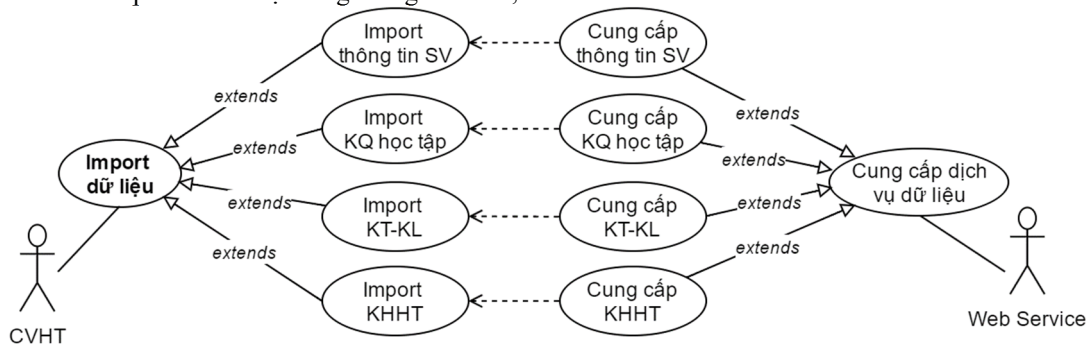 Import
thông tin SV
Cung cấp
thông tin SV
extends
extends
Import
KQ học tập
Cung cấp
KQ học tập
extends
extends
Import
dữ liệu
Cung cấp dịch
vụ dữ liệu
extends
Import
KT-KL
Cung cấp
KT-KL
extends
extends
extends
Import
KHHT
Cung cấp
KHHT
CVHT
Web Service